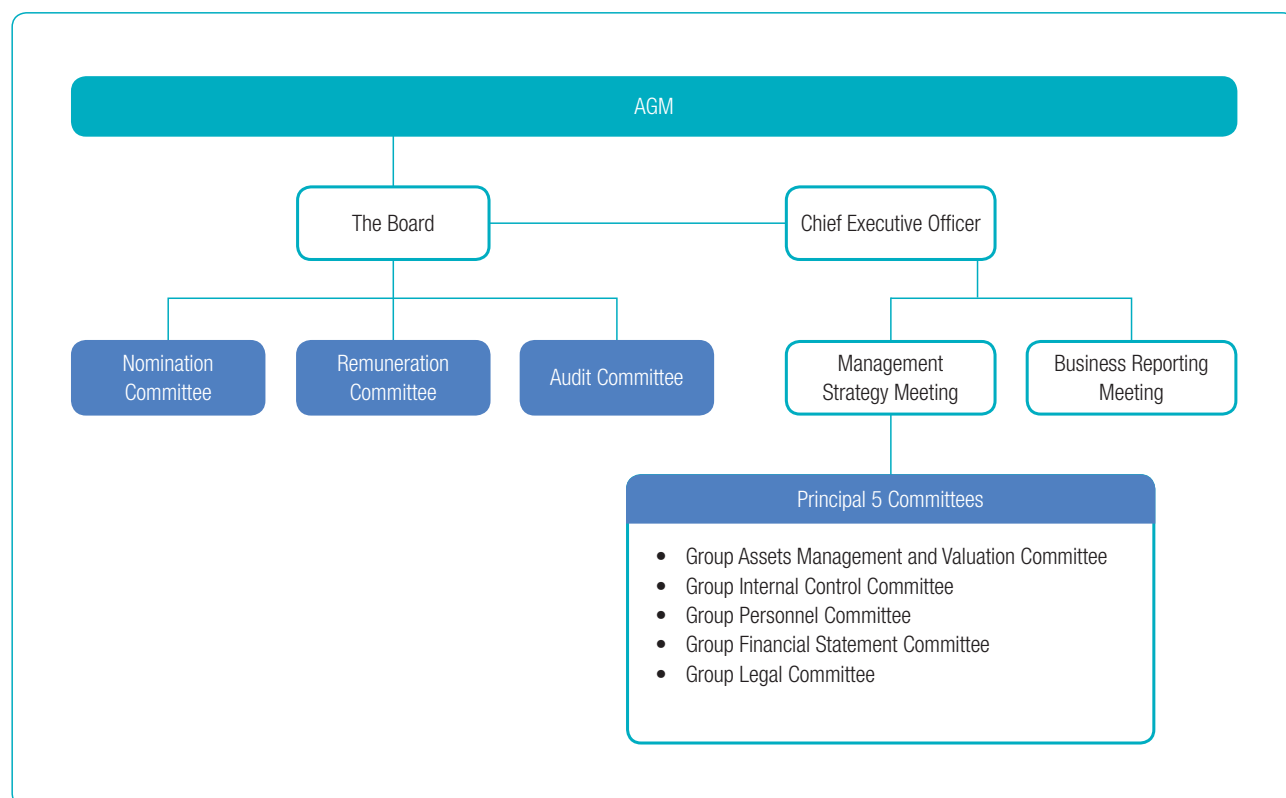 AGM
The Board
Chief Executive Officer
Nomination
Committee
Remuneration
Committee
Audit Committee
Management
Strategy Meeting
Business Reporting
Meeting
Principal 5 Committees
• Group Assets Management and Valuation Committee
• Group Internal Control Committee
• Group Personnel Committee
• Group Financial Statement Committee
• Group Legal Committee